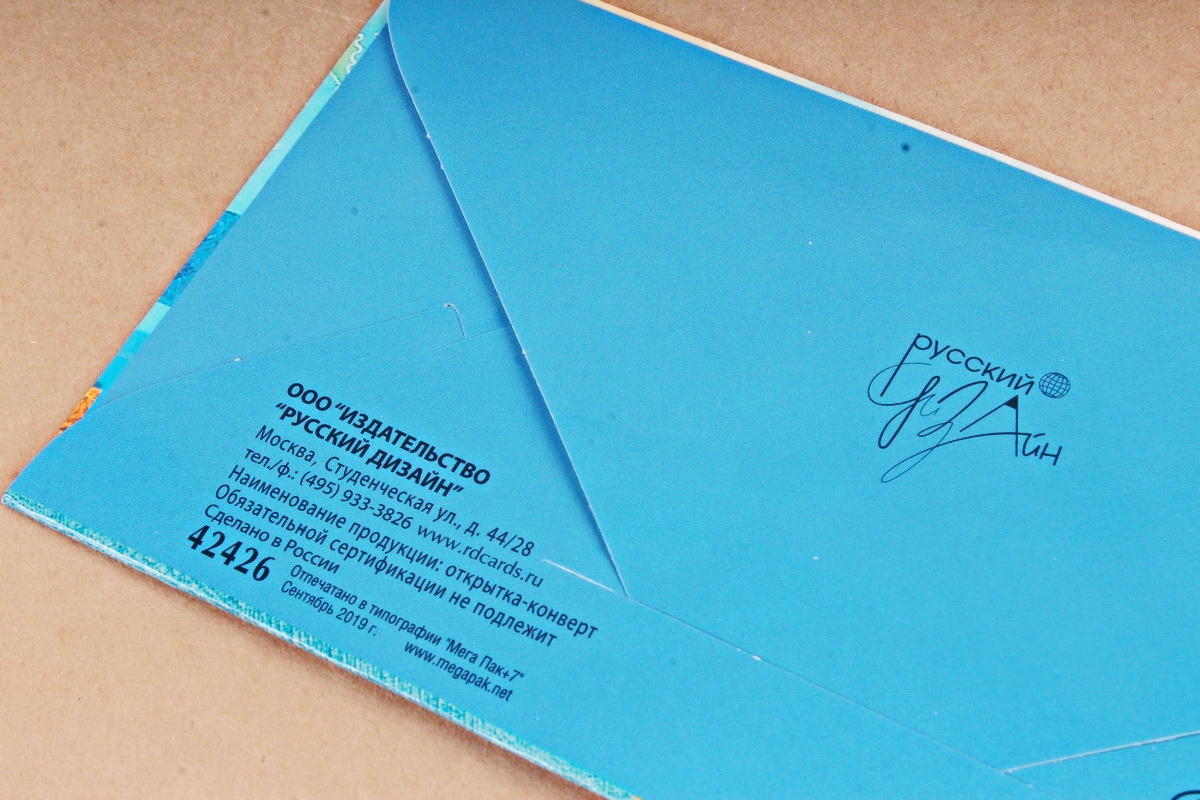 ООО “ИЗДАТЕЛЬСТВО
“РУССКИЙ ДИЗАЙН”
Москва, Студенческая ул., д. 44/28
тел./ф.: (495) 933-3826 www.rdcards.ru
Наименование продукции: открытка-конверт
Обязательной сертификации не подлежит
Сделано в России
42426
Отпечатано в типографии "Мега Пак+7"
Сентябрь 2019 г.
www.megapak.net
русский
дизАйн